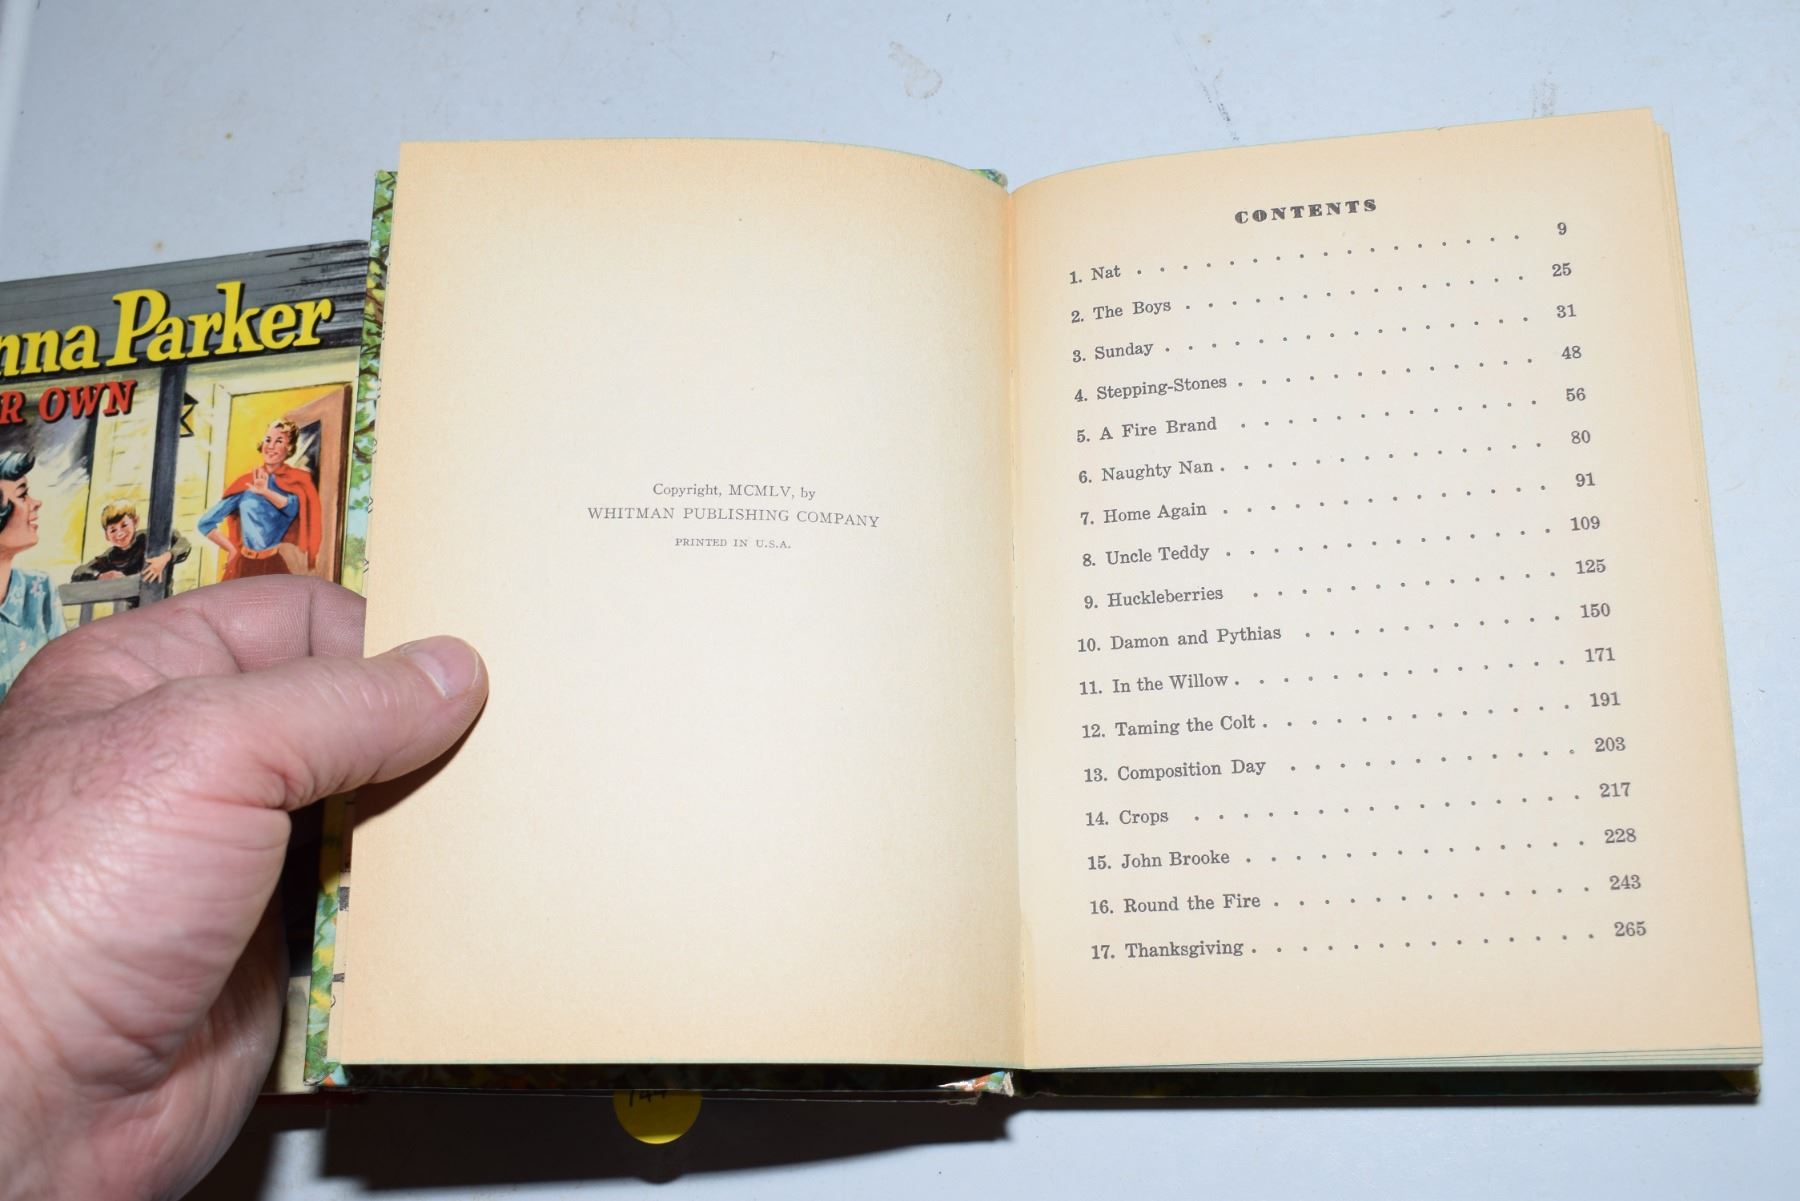 nna Parker
R OWN
Copyright, MCMLV, by
WHITMAN PUBLISHING COMPANY
PRINTED IN U.S.A.
CONTENTS
1. Nat . . . . . . . . . . . . . . . . . 9
2. The Boys . . . . . . . . . . . . . . . 25
3. Sunday . . . . . . . . . . . . . . . . 31
4. Stepping-Stones . . . . . . . . . . . . . 48
5. A Fire Brand . . . . . . . . . . . . . 56
6. Naughty Nan . . . . . . . . . . . . . . 80
7. Home Again . . . . . . . . . . . . . . 91
8. Uncle Teddy . . . . . . . . . . . . . . 109
9. Huckleberries . . . . . . . . . . . . . 125
10. Damon and Pythias . . . . . . . . . . . 150
11. In the Willow . . . . . . . . . . . . . . 171
12. Taming the Colt . . . . . . . . . . . . . 191
13. Composition Day . . . . . . . . . . . . 203
14. Crops . . . . . . . . . . . . . . . . 217
15. John Brooke . . . . . . . . . . . . . . 228
16. Round the Fire . . . . . . . . . . . . . 243
17. Thanksgiving . . . . . . . . . . . . . . 265